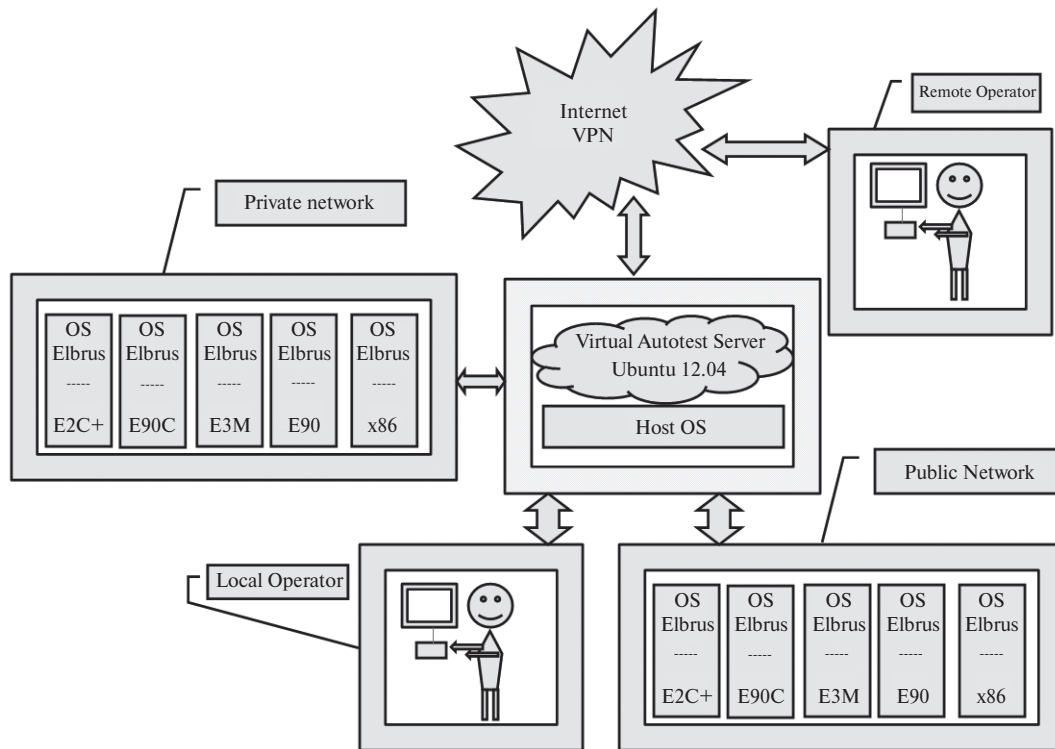 Internet
VPN
Remote Operator
Private network
OS
Elbrus
-----
E2C+
OS
Elbrus
-----
E90C
OS
Elbrus
-----
E3M
OS
Elbrus
-----
E90
OS
Elbrus
-----
x86
Virtual Autotest Server
Ubuntu 12.04
Host OS
Public Network
Local Operator
OS
Elbrus
-----
E2C+
OS
Elbrus
-----
E90C
OS
Elbrus
-----
E3M
OS
Elbrus
-----
E90
OS
Elbrus
-----
x86